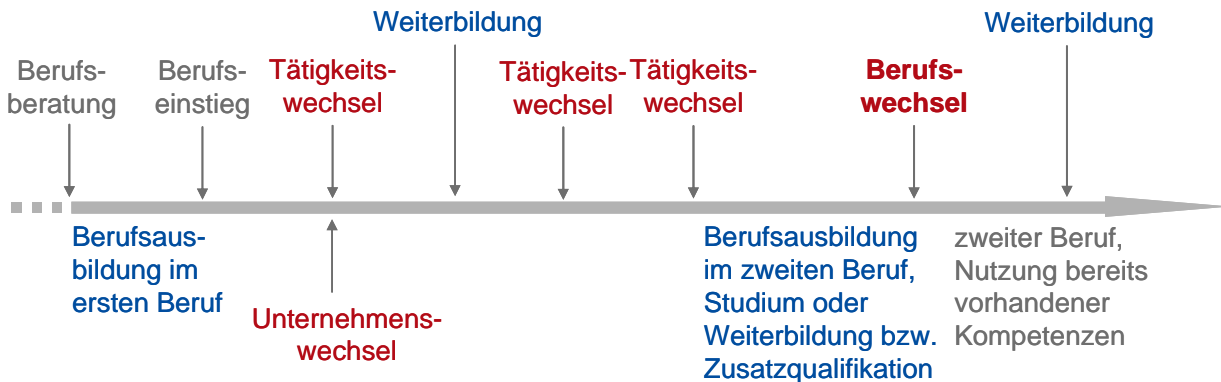 Weiterbildung
Weiterbildung
Berufs-
beratung
Berufs-
einstieg
Tätigkeits-
wechsel
Tätigkeits-
wechsel
Tätigkeits-
wechsel
Berufs-
wechsel
Berufsaus-
bildung im
ersten Beruf
Unternehmens-
wechsel
Berufsausbildung
im zweiten Beruf,
Studium oder
Weiterbildung bzw.
Zusatzqualifikation
zweiter Beruf,
Nutzung bereits
vorhandener
Kompetenzen